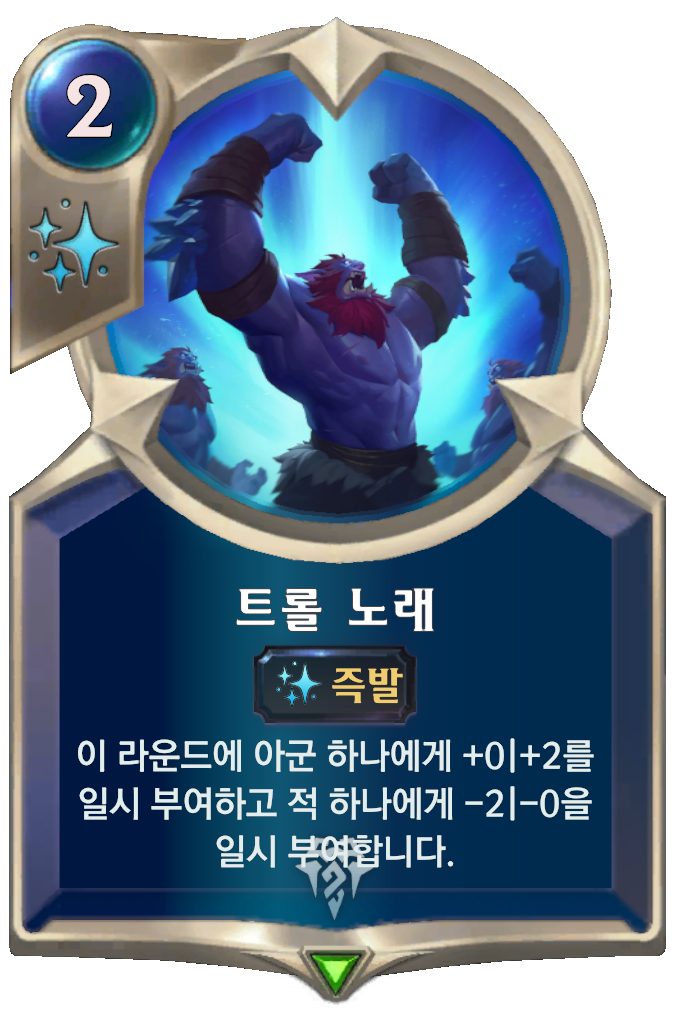 2
트롤 노래
즉발
이 라운드에 아군 하나에게 +0|+2를
일시 부여하고 적 하나에게 -2|-0을
일시 부여합니다.